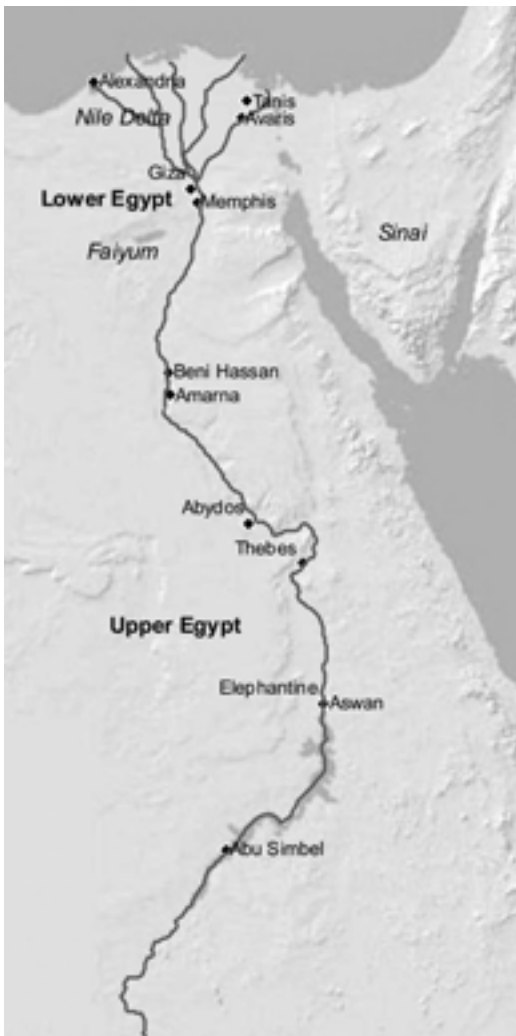 Alexandria
Tanis
Nile Delta
Avaris
Giza
Lower Egypt
Memphis
Sinai
Faiyum
Beni Hassan
Amarna
Abydos
Thebes
Upper Egypt
Elephantine
Aswan
Abu Simbel